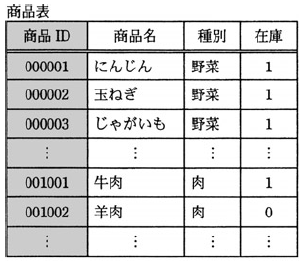 商品表
商品 ID 商品名 種別 在庫
000001 にんじん 野菜 1
000002 玉ねぎ 野菜 1
000003 じゃがいも 野菜 1
⋮ ⋮ ⋮ ⋮
001001 牛肉 肉 1
001002 羊肉 肉 0
⋮ ⋮ ⋮ ⋮